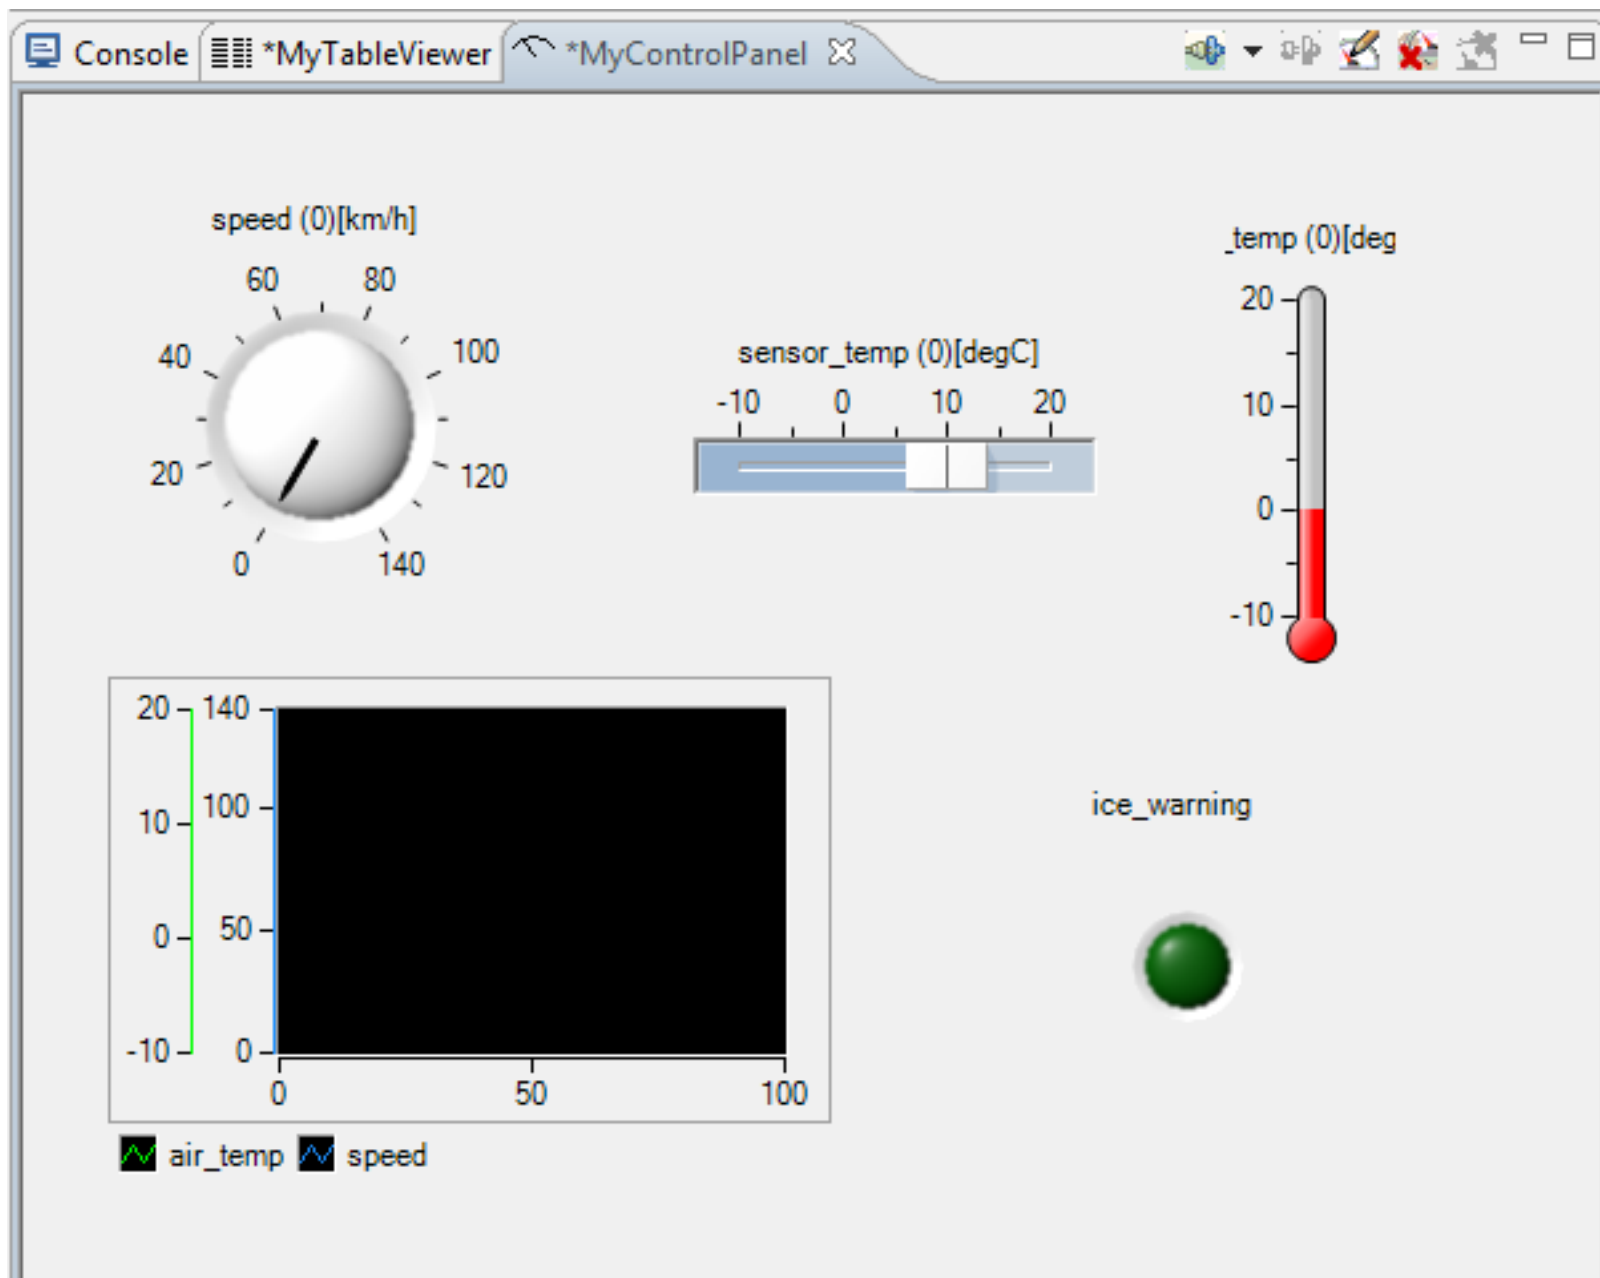 Console *MyTableViewer *MyControlPanel
speed (0)[km/h]
60 80
40 100
20 120
0 140
sensor_temp (0)[degC]
-10 0 10 20
_temp (0)[deg
20
10
0
-10
20 140
10 100
0 50
-10 0
0 50 100
air_temp speed
ice_warning